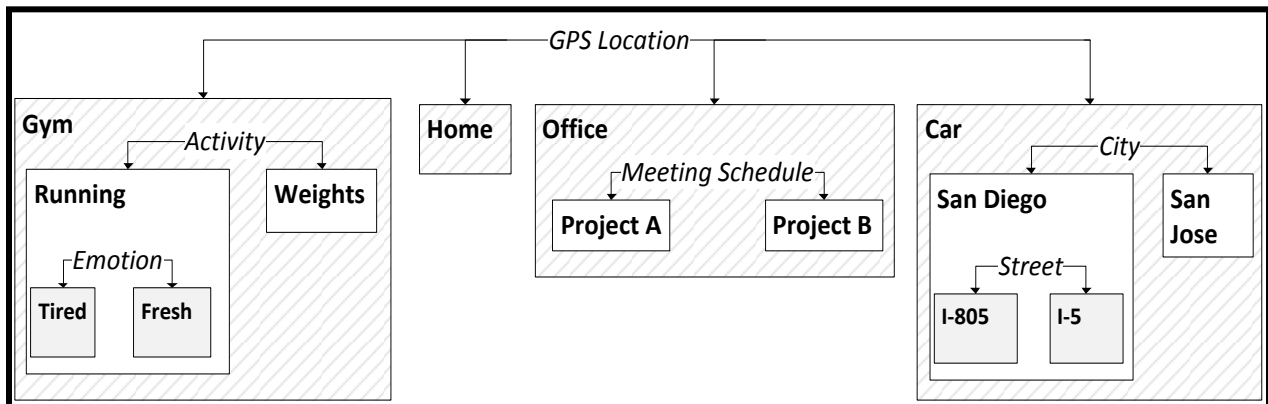 GPS Location
Gym
Home
Office
Car
Activity
City
Running
Weights
Meeting Schedule
San Diego
San
Jose
Project A
Project B
Emotion
Street
Tired
Fresh
I-805
I-5